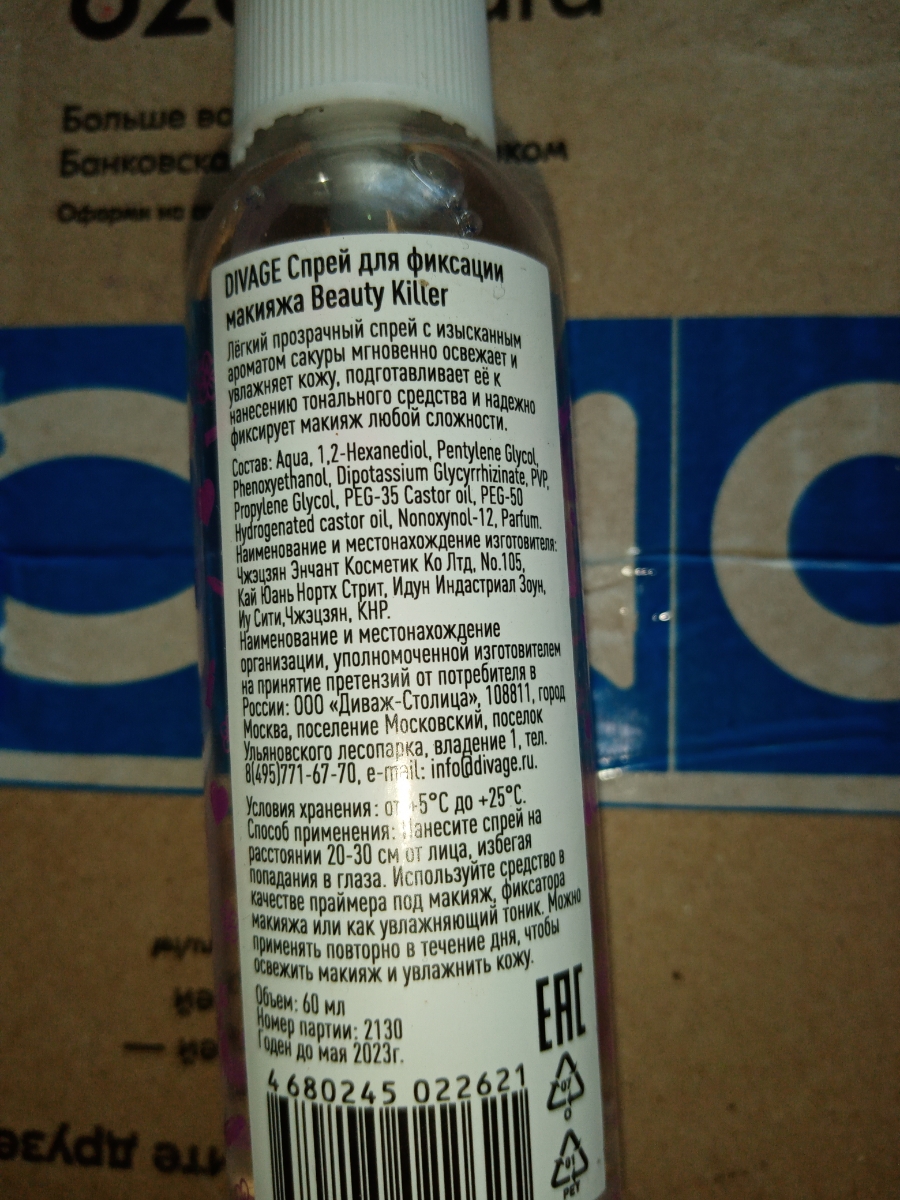 Больше
Банковска
Оформи
DIVAGE Спрей для фиксации
макияжа Beauty Killer
Лёгкий прозрачный спрей с изысканным
ароматом сакуры мгновенно освежает и
увлажняет кожу, подготавливает её к
нанесению тонального средства и надежно
фиксирует макияж любой сложности.
Состав: Aqua, 1,2-Hexanediol, Pentylene Glycol,
Phenoxyethanol, Dipotassium Glycyrrhizinate, PVP,
Propylene Glycol, PEG-35 Castor oil, PEG-50
Hydrogenated castor oil, Nonoxynol-12, Parfum.
Наименование и местонахождение изготовителя:
Чжэцзян Энчант Косметик Ко Лтд, No.105,
Кай Юань Нортх Стрит, Идун Индастриал Зоун,
Иу Сити,Чжэцзян, КНР.
Наименование и местонахождение
организации, уполномоченной изготовителем
на принятие претензий от потребителя в
России: ООО «Диваж-Столица», 108811, город
Москва, поселение Московский, поселок
Ульяновского лесопарка, владение 1, тел.
8(495)771-67-70, e-mail: info@divage.ru.
Условия хранения: от +5°C до +25°C.
Способ применения: Нанесите спрей на
расстоянии 20-30 см от лица, избегая
попадания в глаза. Используйте средство в
качестве праймера под макияж, фиксатора
макияжа или как увлажняющий тоник. Можно
применять повторно в течение дня, чтобы
освежить макияж и увлажнить кожу.
Объем: 60 мл
Номер партии: 2130
Годен до мая 2023г.
EAC
4 680245 022621
07
O
01
PET